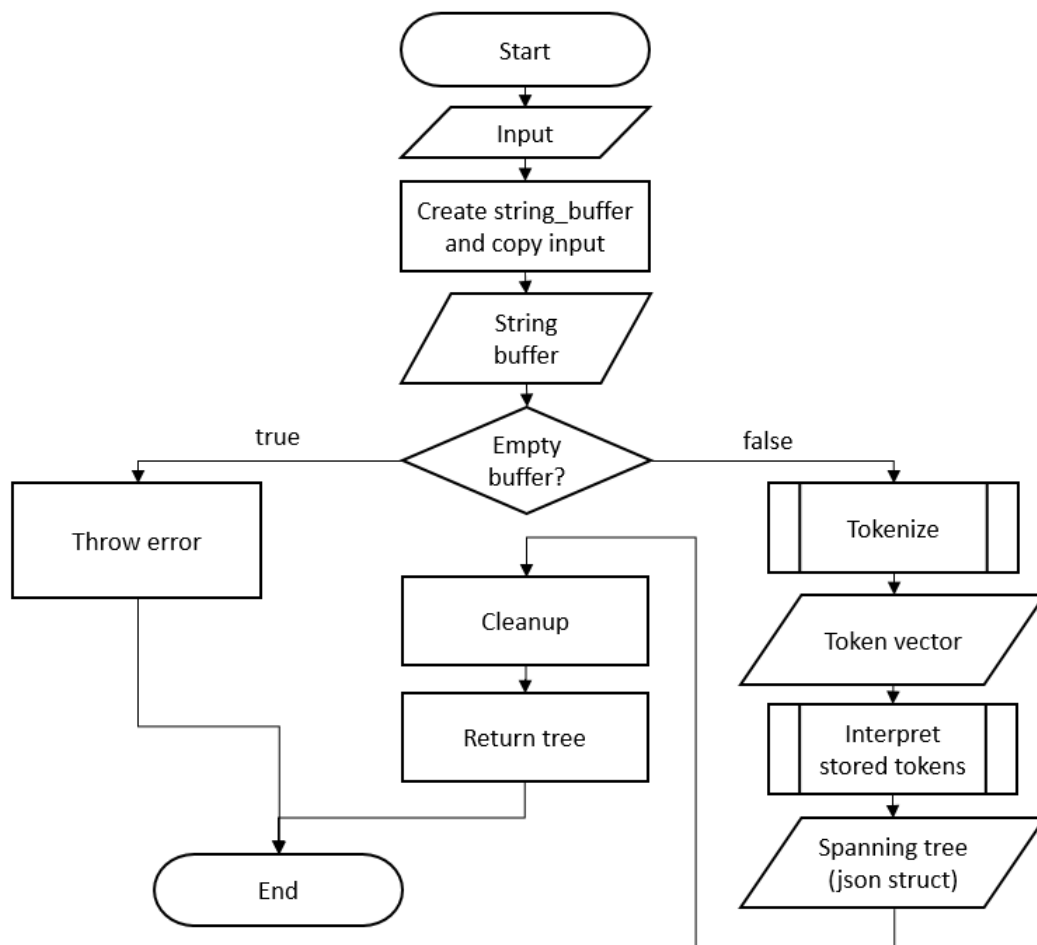 Start
Input
Create string_buffer
and copy input
String
buffer
Empty
buffer?
true
false
Throw error
Tokenize
Token vector
Interpret
stored tokens
Spanning tree
(json struct)
Cleanup
Return tree
End